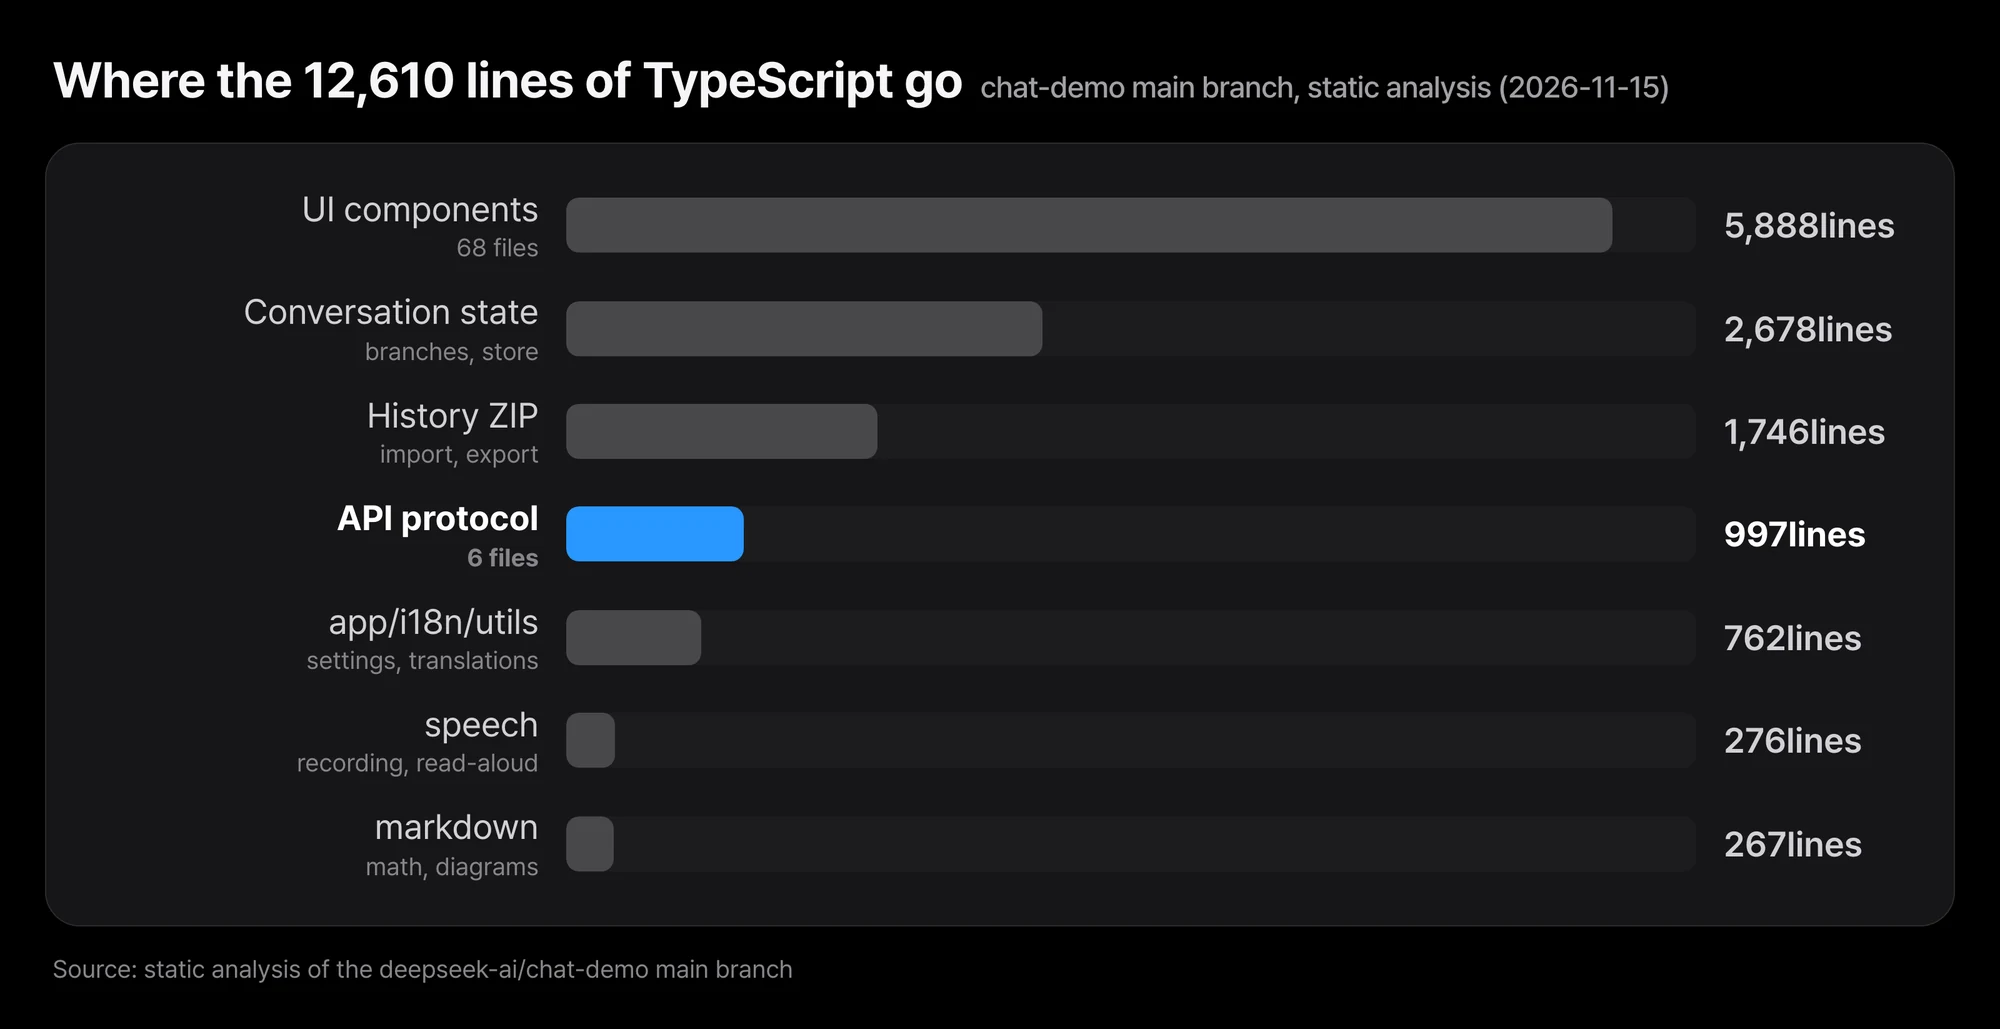 Where the 12,610 lines of TypeScript go chat-demo main branch, static analysis (2026-11-15)
UI components
68 files
5,888lines
Conversation state
branches, store
2,678lines
History ZIP
import, export
1,746lines
API protocol
6 files
997lines
app/i18n/utils
settings, translations
762lines
speech
recording, read-aloud
276lines
markdown
math, diagrams
267lines
Source: static analysis of the deepseek-ai/chat-demo main branch